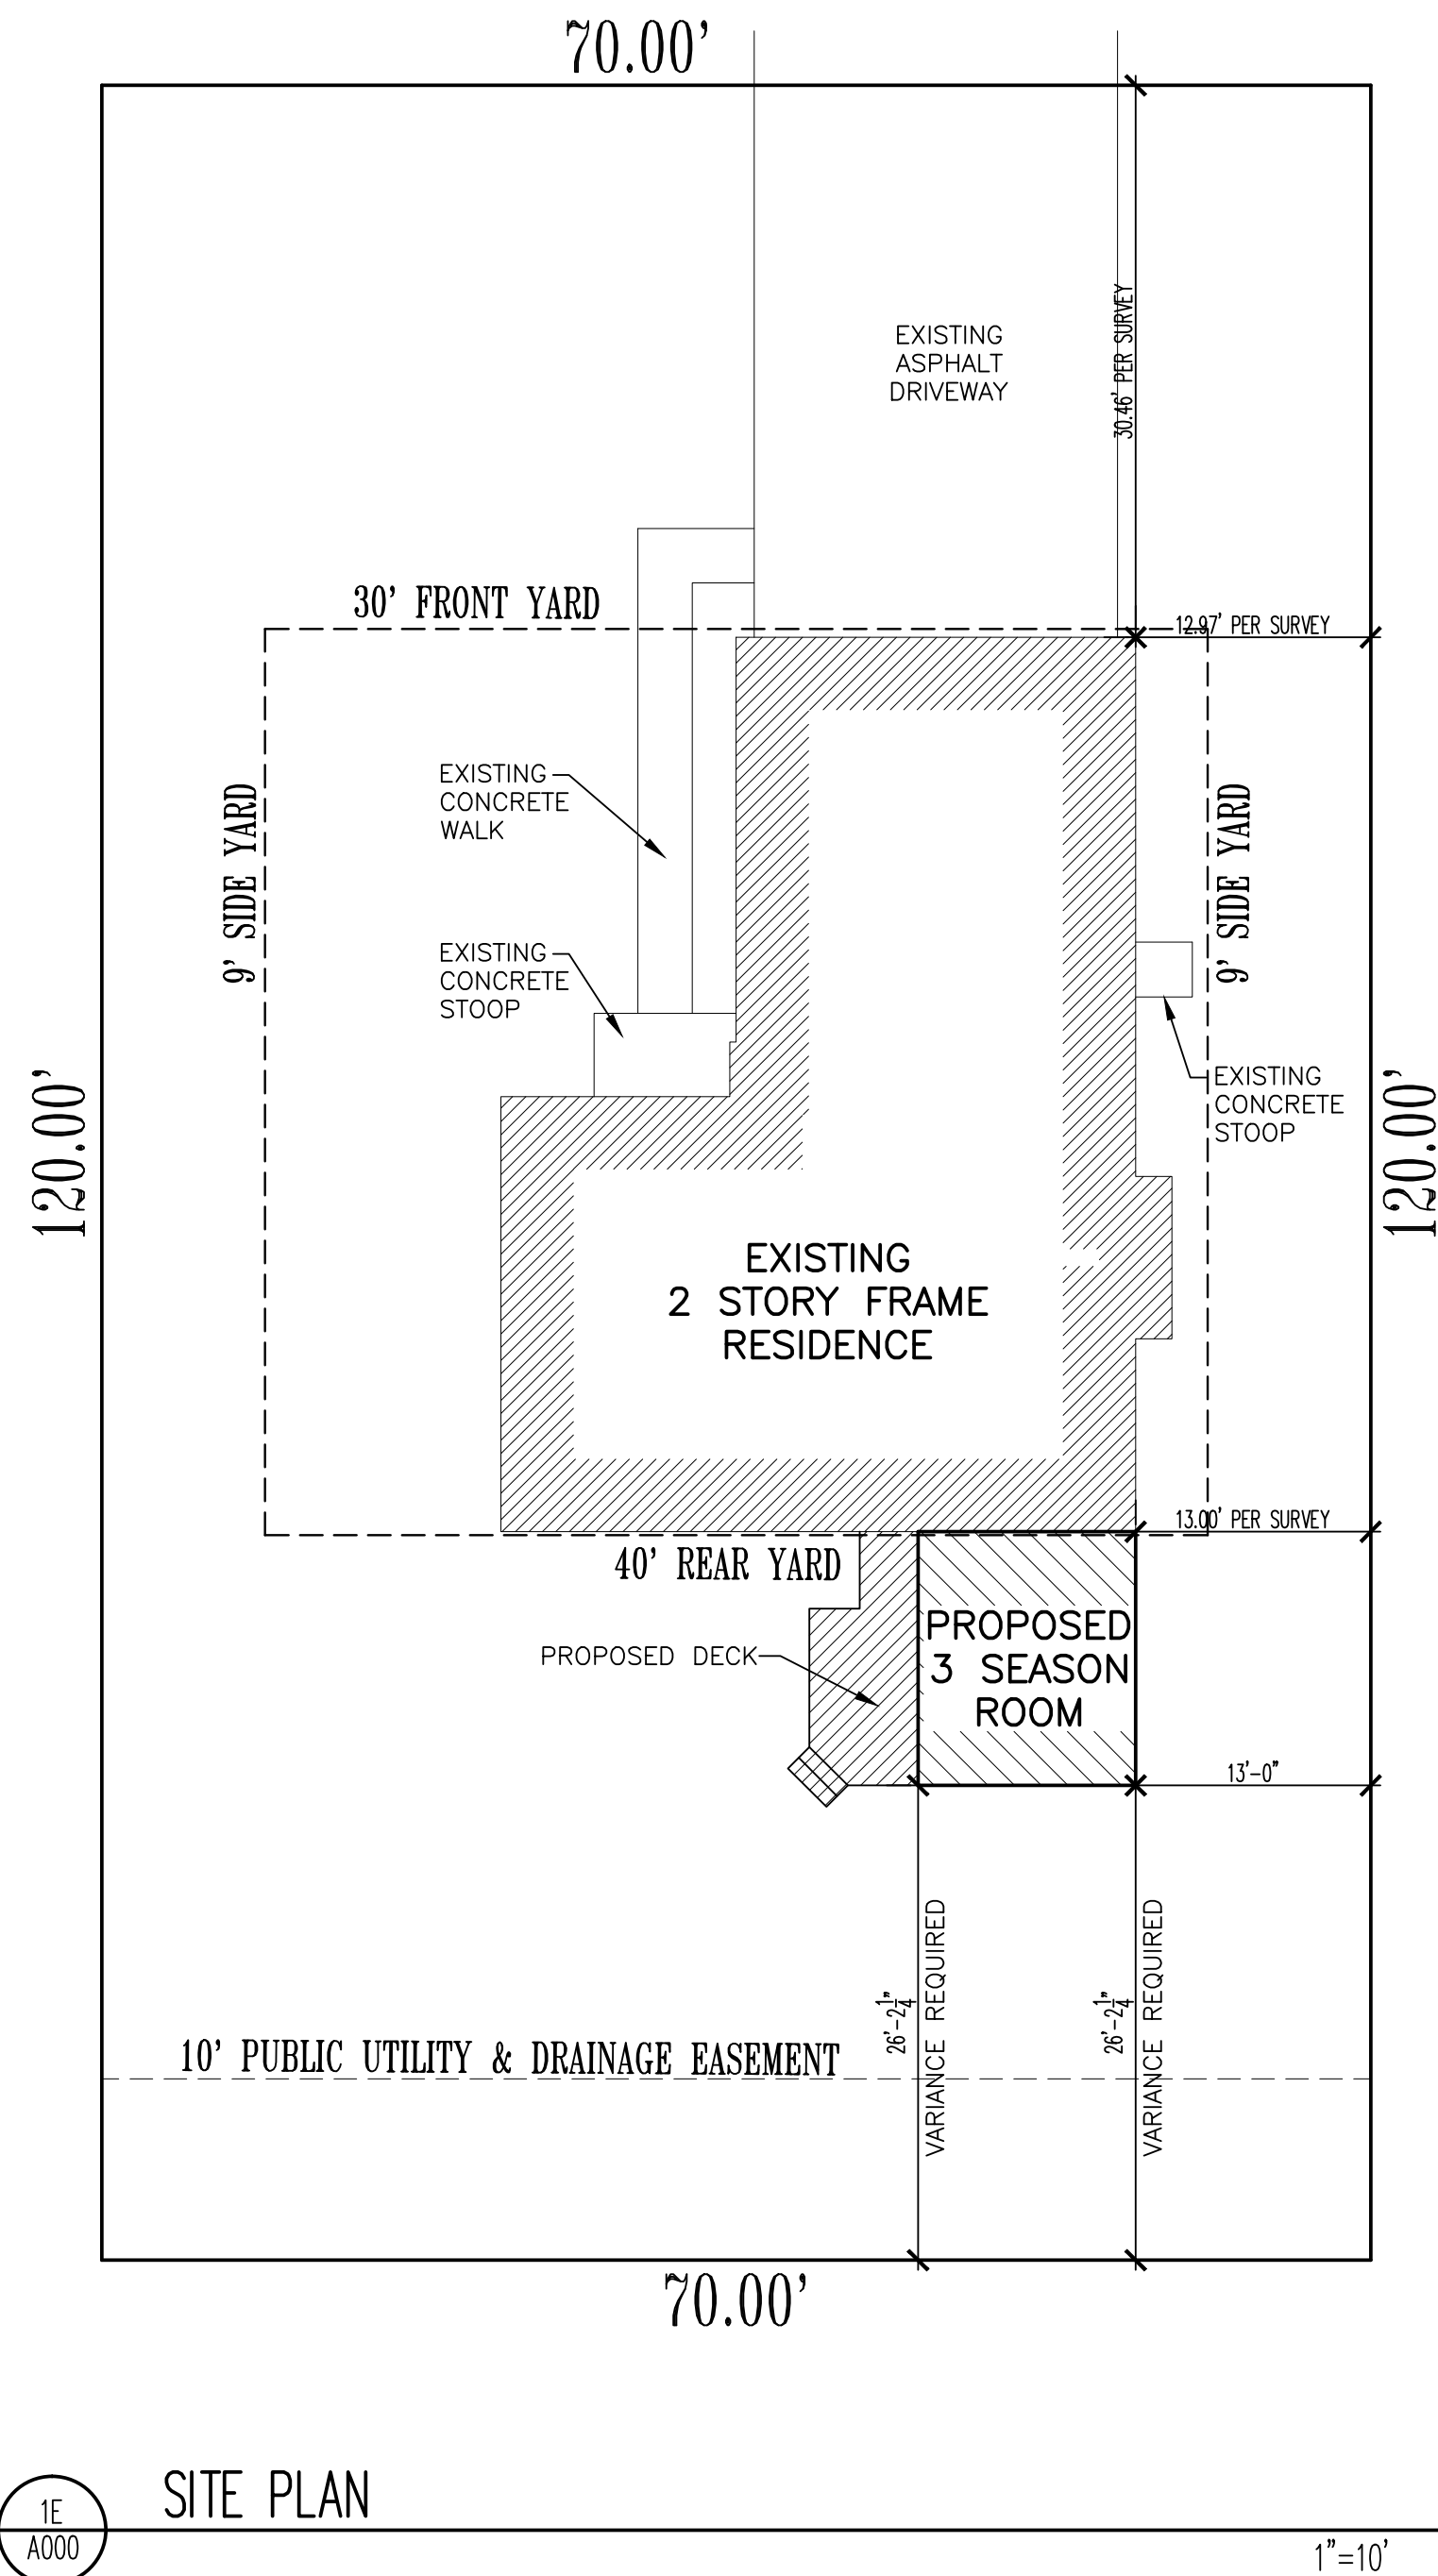 70.00'
EXISTING
ASPHALT
DRIVEWAY
30.46' PER SURVEY
30' FRONT YARD
12.97' PER SURVEY
EXISTING
CONCRETE
WALK
9' SIDE YARD
9' SIDE YARD
EXISTING
CONCRETE
STOOP
120.00'
EXISTING
CONCRETE
STOOP
120.00'
EXISTING
2 STORY FRAME
RESIDENCE
13.00' PER SURVEY
40' REAR YARD
PROPOSED
3 SEASON
ROOM
PROPOSED DECK
13'-0"
26'-2 1/4"
VARIANCE REQUIRED
26'-2 1/4"
VARIANCE REQUIRED
10' PUBLIC UTILITY & DRAINAGE EASEMENT
70.00'
1E
A000
SITE PLAN
1"=10'